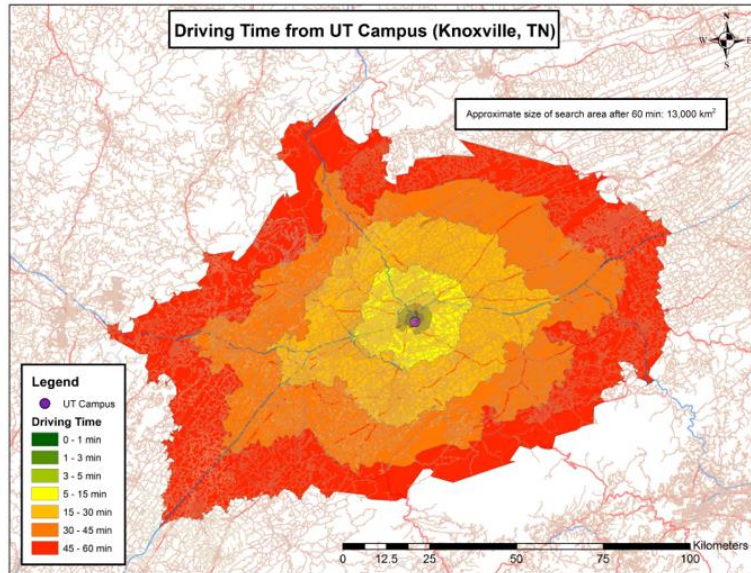 Driving Time from UT Campus (Knoxville, TN)
N
W E
S
Approximate size of search area after 60 min: 13,000 km²
Legend
UT Campus
Driving Time
0 - 1 min
1 - 3 min
3 - 5 min
5 - 15 min
15 - 30 min
30 - 45 min
45 - 60 min
Kilometers
0 12.5 25 50 75 100